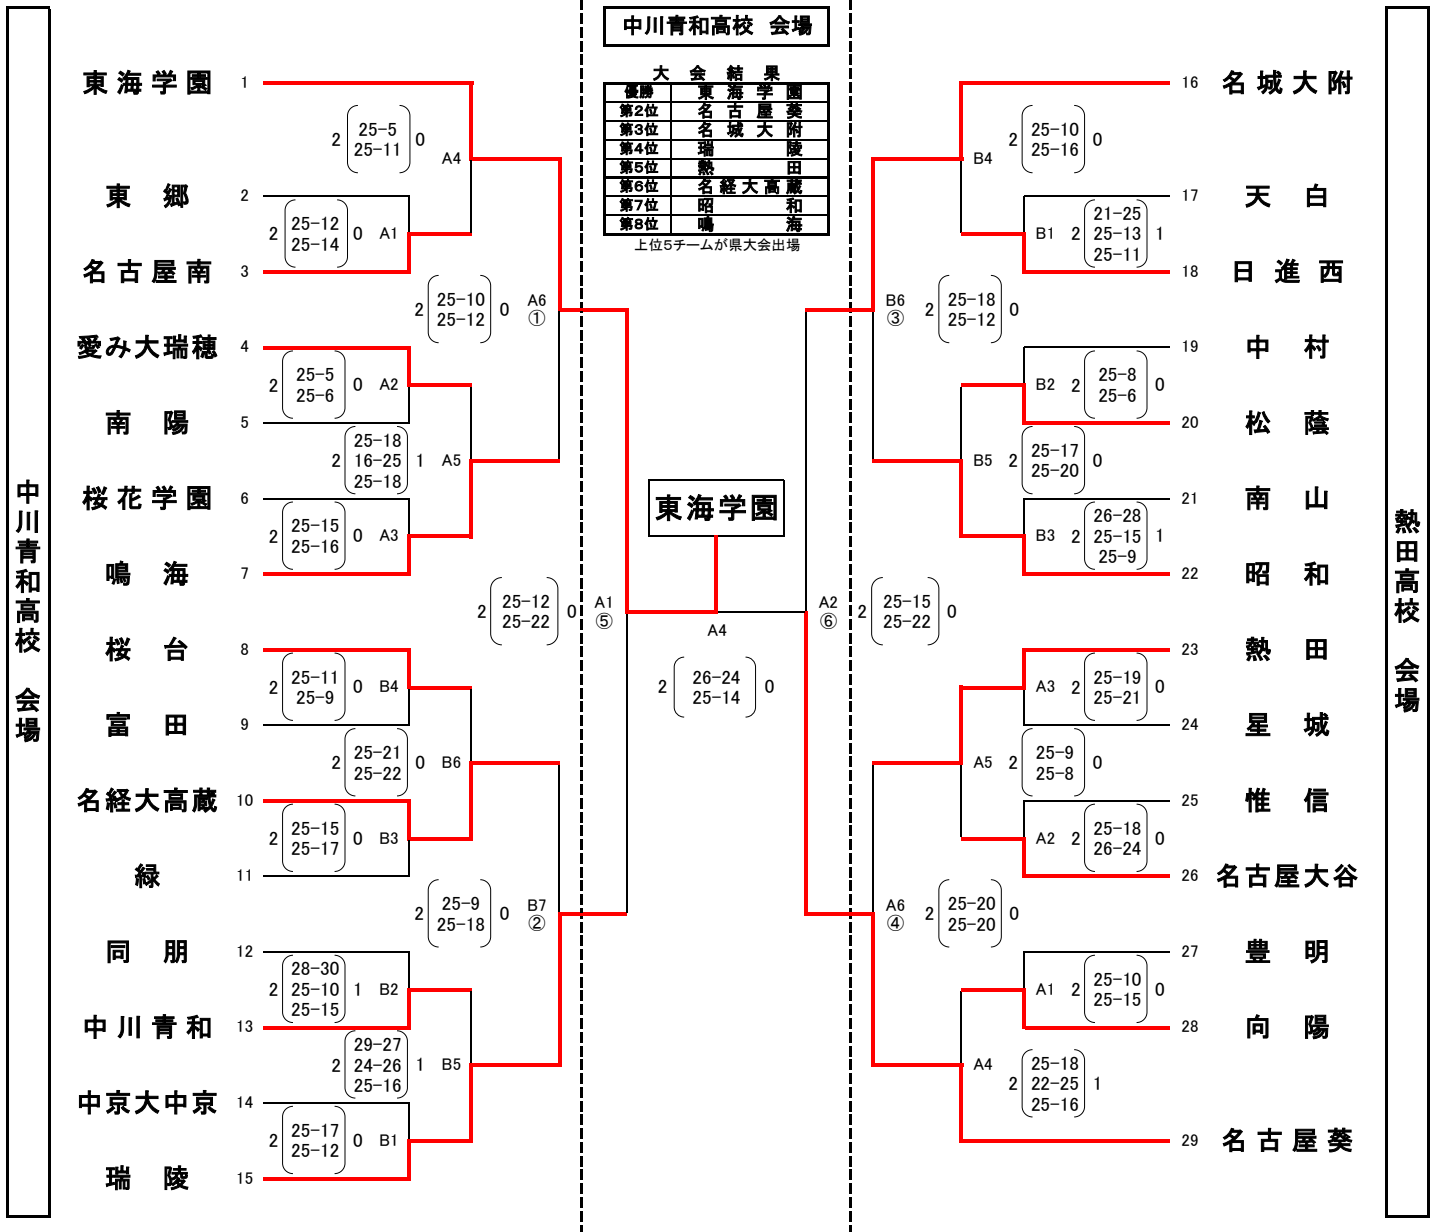 中川青和高校 会場
大会結果
優勝 東海学園
第2位 名古屋葵
第3位 名城大附
第4位 瑞陵
第5位 熱田
第6位 名経大高蔵
第7位 昭和
第8位 鳴海
上位5チームが県大会出場
中川青和高校 会場
東海学園 1
2 25-5 0
25-11
A4
東郷 2
2 25-12 0 A1
25-14
名古屋南 3
2 25-10 0 A6
25-12 ①
愛み大瑞穂 4
2 25-5 0 A2
25-6
南陽 5
25-18
2 16-25 1 A5
25-18
桜花学園 6
2 25-15 0 A3
25-16
鳴海 7
2 25-12 0 A1
25-22 ⑤
桜台 8
2 25-11 0 B4
25-9
富田 9
2 25-21 0 B6
25-22
名経大高蔵 10
2 25-15 0 B3
25-17
緑 11
2 25-9 0 B7
25-18 ②
同朋 12
28-30
2 25-10 1 B2
25-15
中川青和 13
29-27
2 24-26 1 B5
25-16
中京大中京 14
2 25-17 0 B1
25-12
瑞陵 15
東海学園
A4
2 26-24 0
25-14
16 名城大附
2 25-10 0
25-16
B4
17 天白
21-25
B1 2 25-13 1
25-11
18 日進西
B6 2 25-18 0
③ 25-12
19 中村
B2 2 25-8 0
25-6
20 松蔭
B5 2 25-17 0
25-20
21 南山
26-28
B3 2 25-15 1
25-9
22 昭和
A2 2 25-15 0
⑥ 25-22
23 熱田
A3 2 25-19 0
25-21
24 星城
A5 2 25-9 0
25-8
25 惟信
A2 2 25-18 0
26-24
26 名古屋大谷
A6 2 25-20 0
④ 25-20
27 豊明
A1 2 25-10 0
25-15
28 向陽
25-18
A4 2 22-25 1
25-16
29 名古屋葵
熱田高校 会場